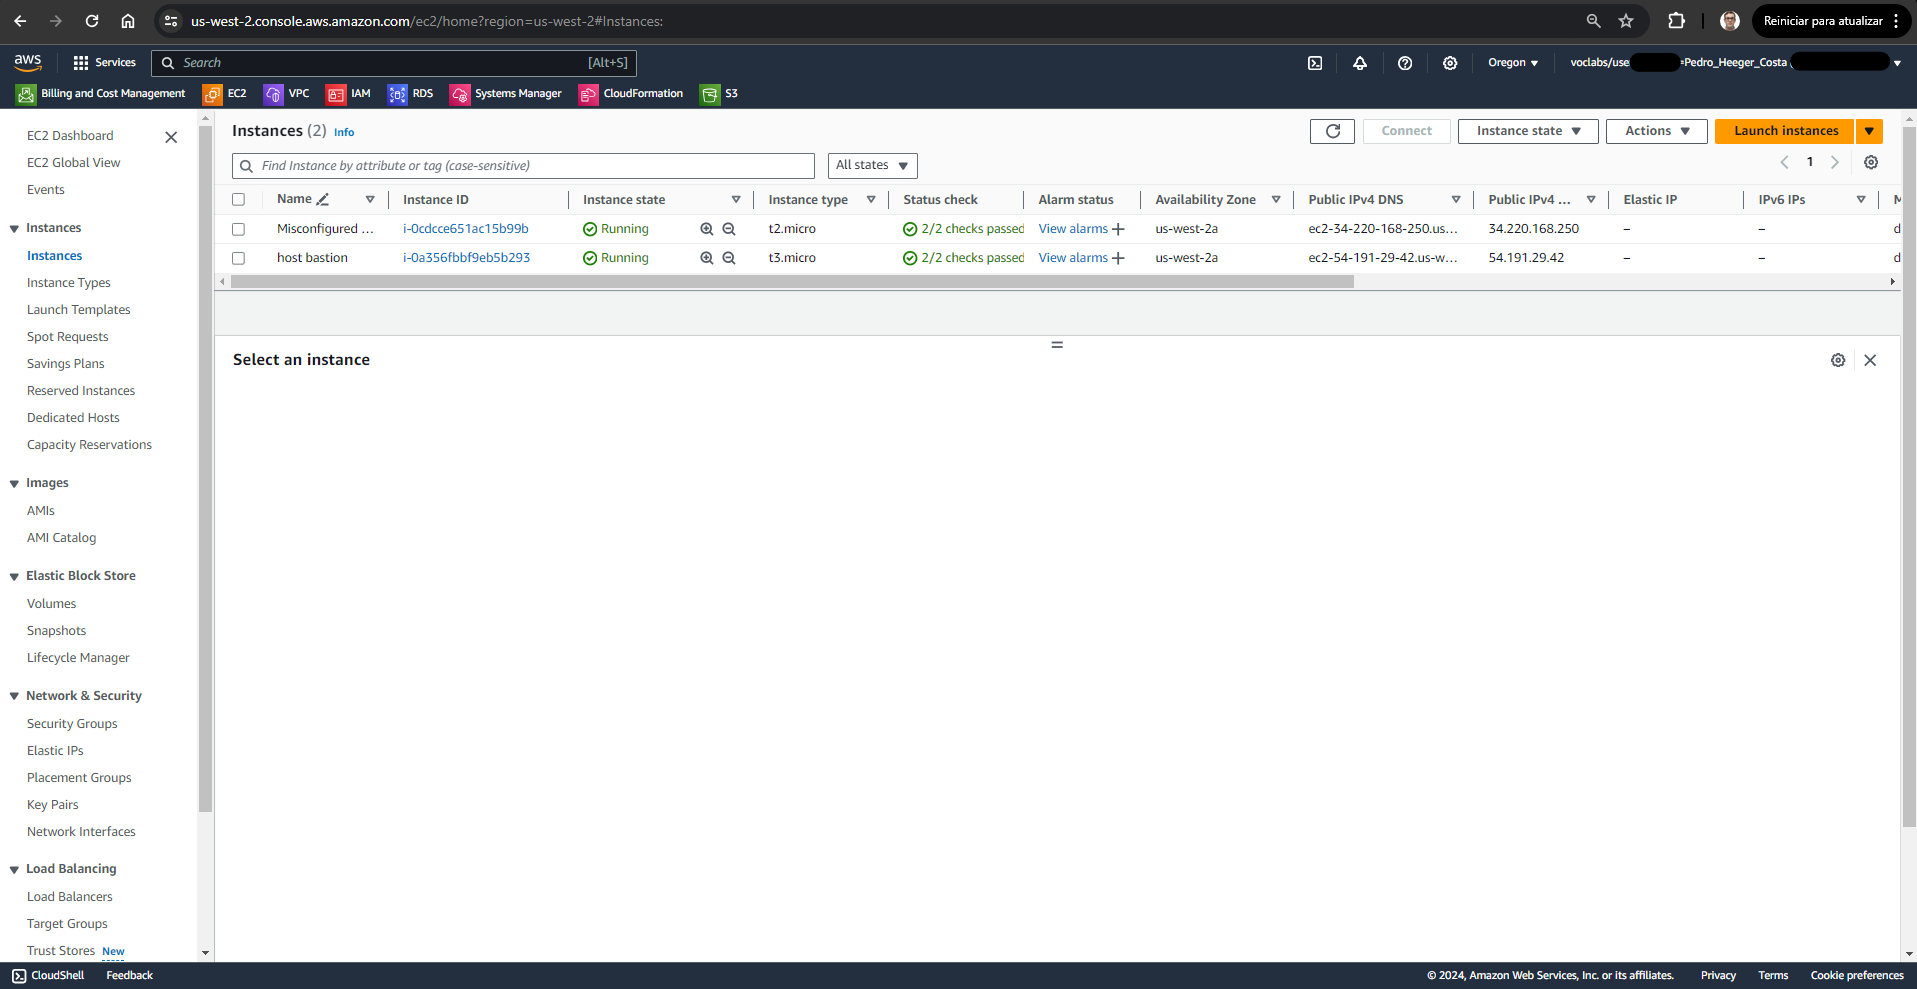 us-west-2.console.aws.amazon.com/ec2/home?region=us-west-2#Instances:
Reiniciar para atualizar
aws
Services
Search
[Alt+S]
Oregon
voclabs/use
=Pedro_Heeger_Costa
Billing and Cost Management
EC2
VPC
IAM
RDS
Systems Manager
CloudFormation
S3
EC2 Dashboard
EC2 Global View
Events
Instances
Instances
Instance Types
Launch Templates
Spot Requests
Savings Plans
Reserved Instances
Dedicated Hosts
Capacity Reservations
Images
AMIs
AMI Catalog
Elastic Block Store
Volumes
Snapshots
Lifecycle Manager
Network & Security
Security Groups
Elastic IPs
Placement Groups
Key Pairs
Network Interfaces
Load Balancing
Load Balancers
Target Groups
Trust Stores New
Instances (2) Info
Connect
Instance state
Actions
Launch instances
Find Instance by attribute or tag (case-sensitive)
All states
1
Name Instance ID Instance state Instance type Status check Alarm status Availability Zone Public IPv4 DNS Public IPv4 ... Elastic IP IPv6 IPs M
Misconfigured ... i-0cdcce651ac15b99b Running t2.micro 2/2 checks passed View alarms us-west-2a ec2-34-220-168-250.us... 34.220.168.250 – – d
host bastion i-0a356fbbf9eb5b293 Running t3.micro 2/2 checks passed View alarms us-west-2a ec2-54-191-29-42.us-w... 54.191.29.42 – – d
Select an instance
CloudShell
Feedback
© 2024, Amazon Web Services, Inc. or its affiliates.
Privacy
Terms
Cookie preferences